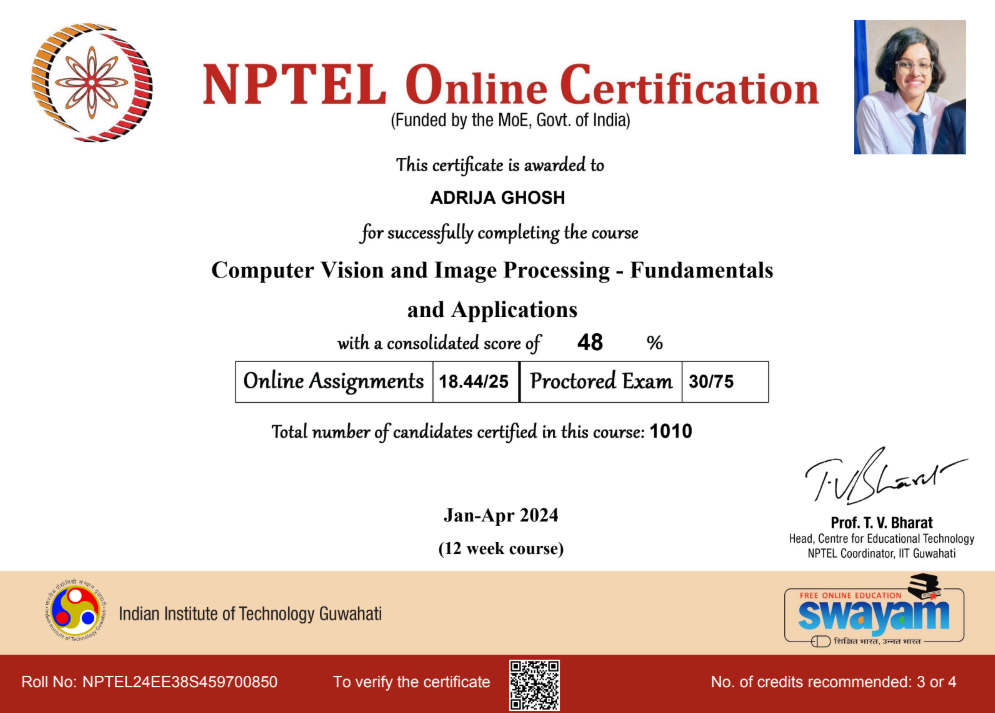 NPTEL Online Certification
(Funded by the MoE, Govt. of India)
This certificate is awarded to
ADRIJA GHOSH
for successfully completing the course
Computer Vision and Image Processing - Fundamentals
and Applications
with a consolidated score of 48 %
Online Assignments 18.44/25 Proctored Exam 30/75
Total number of candidates certified in this course: 1010
Jan-Apr 2024
(12 week course)
T.V Bharat
Prof. T. V. Bharat
Head, Centre for Educational Technology
NPTEL Coordinator, IIT Guwahati
Indian Institute of Technology Guwahati
FREE ONLINE EDUCATION
swayam
शिक्षित भारत, उन्नत भारत
Roll No: NPTEL24EE38S459700850 To verify the certificate No. of credits recommended: 3 or 4